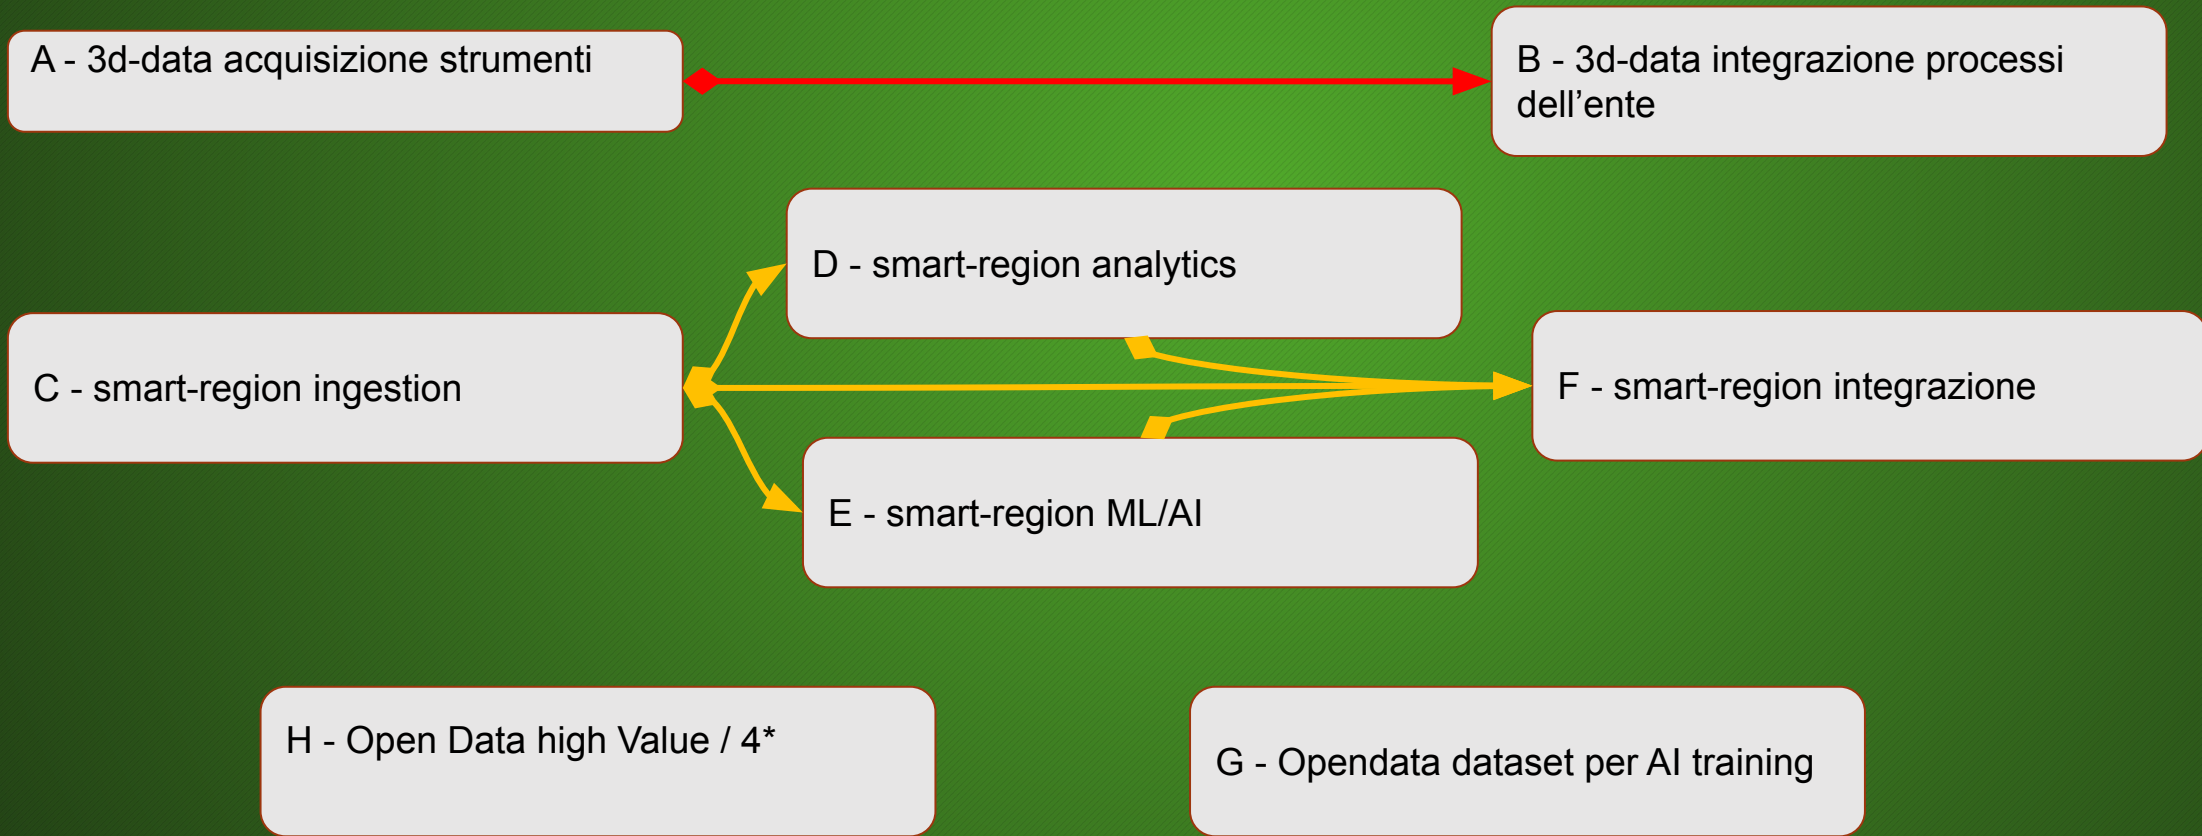 A - 3d-data acquisizione strumenti
B - 3d-data integrazione processi
dell’ente
D - smart-region analytics
C - smart-region ingestion
F - smart-region integrazione
E - smart-region ML/AI
H - Open Data high Value / 4*
G - Opendata dataset per AI training